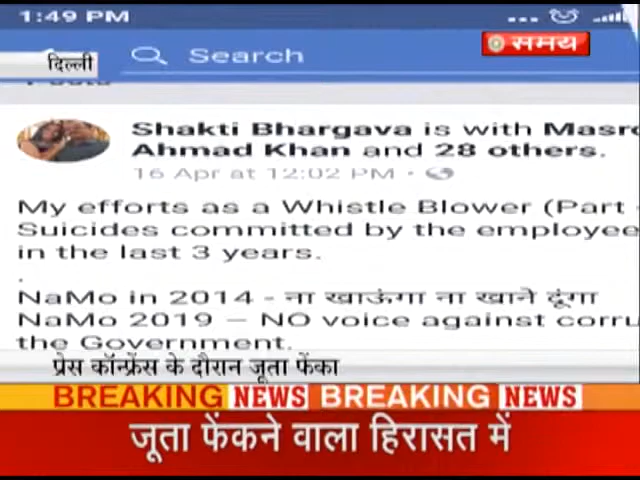 1:49 PM
समय
दिल्ली
Search
Shakti Bhargava is with
Ahmad Khan and 28 others.
16 Apr at 12:02 PM
My efforts as a Whistle Blower (Part
Suicides committed by the employee
in the last 3 years.
.
NaMo in 2014 - ना खाऊंगा ना खाने दूंगा
NaMo 2019 – NO voice against corru
the Government.
प्रेस कॉन्फ्रेंस के दौरान जूता फेंका
BREAKING NEWS BREAKING NEWS
जूता फेंकने वाला हिरासत में